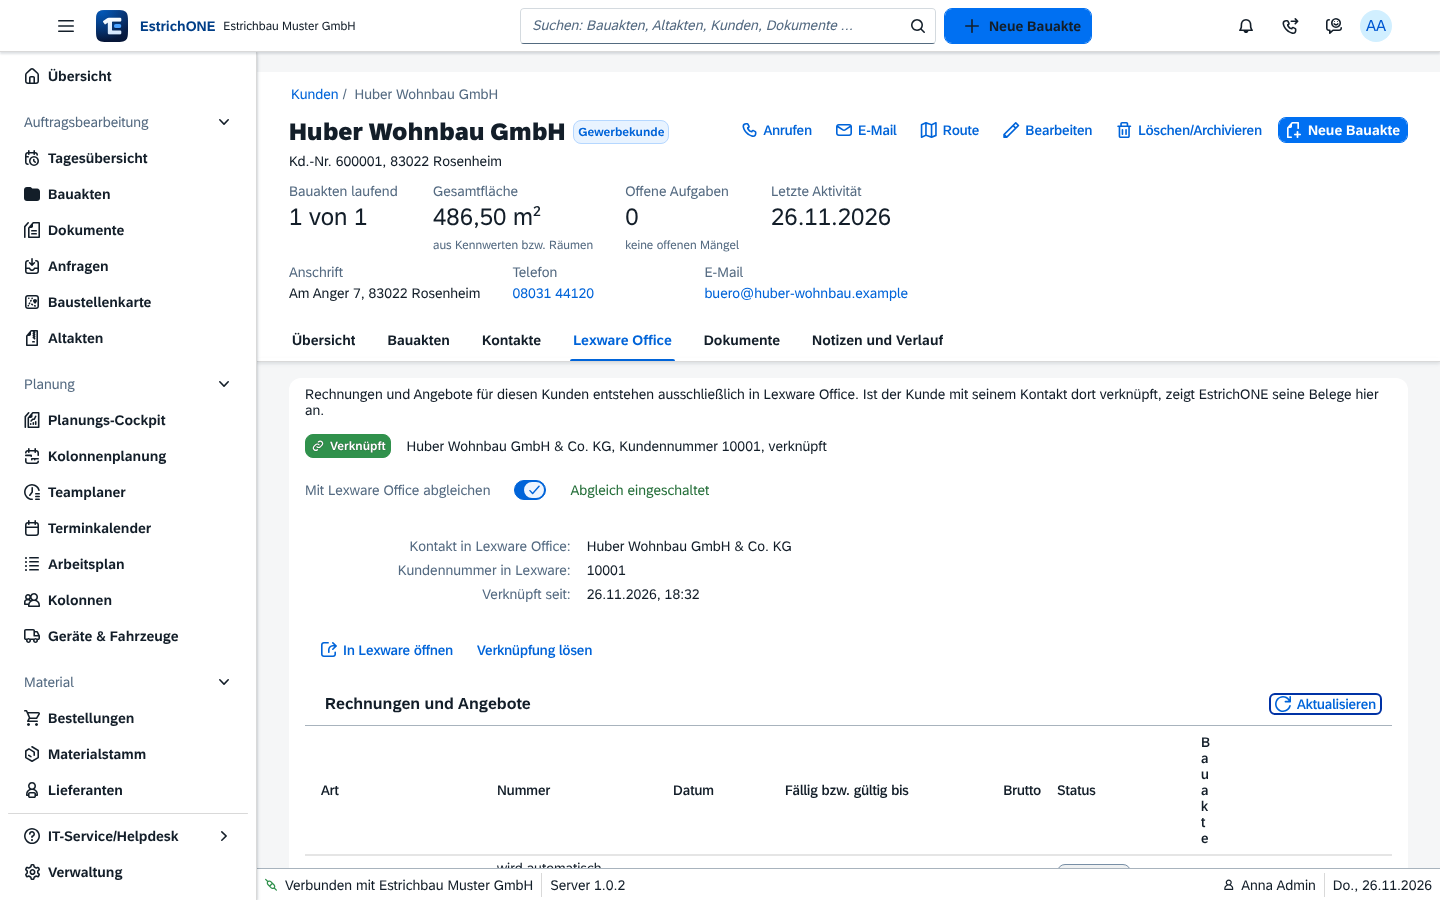 EstrichONE Estrichbau Muster GmbH
Suchen: Bauakten, Altakten, Kunden, Dokumente ...
Neue Bauakte
AA
Übersicht
Auftragsbearbeitung
Tagesübersicht
Bauakten
Dokumente
Anfragen
Baustellenkarte
Altakten
Planung
Planungs-Cockpit
Kolonnenplanung
Teamplaner
Terminkalender
Arbeitsplan
Kolonnen
Geräte & Fahrzeuge
Material
Bestellungen
Materialstamm
Lieferanten
IT-Service/Helpdesk
Verwaltung
Kunden / Huber Wohnbau GmbH
Huber Wohnbau GmbH Gewerbekunde
Anrufen E-Mail Route Bearbeiten Löschen/Archivieren Neue Bauakte
Kd.-Nr. 600001, 83022 Rosenheim
Bauakten laufend Gesamtfläche Offene Aufgaben Letzte Aktivität
1 von 1 486,50 m² 0 26.11.2026
aus Kennwerten bzw. Räumen keine offenen Mängel
Anschrift Telefon E-Mail
Am Anger 7, 83022 Rosenheim 08031 44120 buero@huber-wohnbau.example
Übersicht Bauakten Kontakte Lexware Office Dokumente Notizen und Verlauf
Rechnungen und Angebote für diesen Kunden entstehen ausschließlich in Lexware Office. Ist der Kunde mit seinem Kontakt dort verknüpft, zeigt EstrichONE seine Belege hier
an.
Verknüpft Huber Wohnbau GmbH & Co. KG, Kundennummer 10001, verknüpft
Mit Lexware Office abgleichen Abgleich eingeschaltet
Kontakt in Lexware Office: Huber Wohnbau GmbH & Co. KG
Kundennummer in Lexware: 10001
Verknüpft seit: 26.11.2026, 18:32
In Lexware öffnen Verknüpfung lösen
Rechnungen und Angebote Aktualisieren
Art Nummer Datum Fällig bzw. gültig bis Brutto Status Bauakte
wird automatisch
Verbunden mit Estrichbau Muster GmbH Server 1.0.2 Anna Admin Do., 26.11.2026